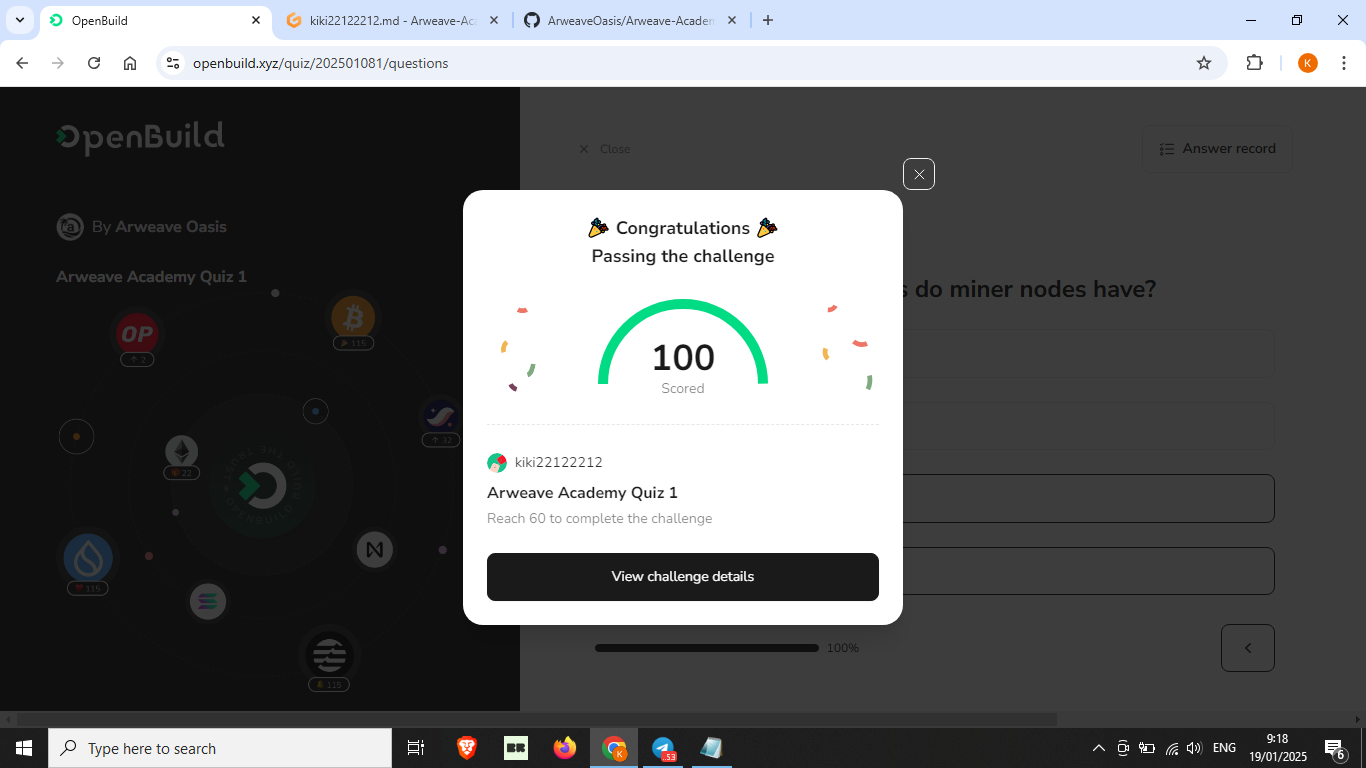 OpenBuild
kiki22122212.md - Arweave-Aca
ArweaveOasis/Arweave-Academ
openbuild.xyz/quiz/202501081/questions
K
OpenBuild
Close
Answer record
By Arweave Oasis
Arweave Academy Quiz 1
s do miner nodes have?
OP
2
115
32
22
115
115
🎉 Congratulations 🎉
Passing the challenge
100
Scored
kiki22122212
Arweave Academy Quiz 1
Reach 60 to complete the challenge
View challenge details
100%
Type here to search
BR
K
53
ENG
9:18
19/01/2025
6